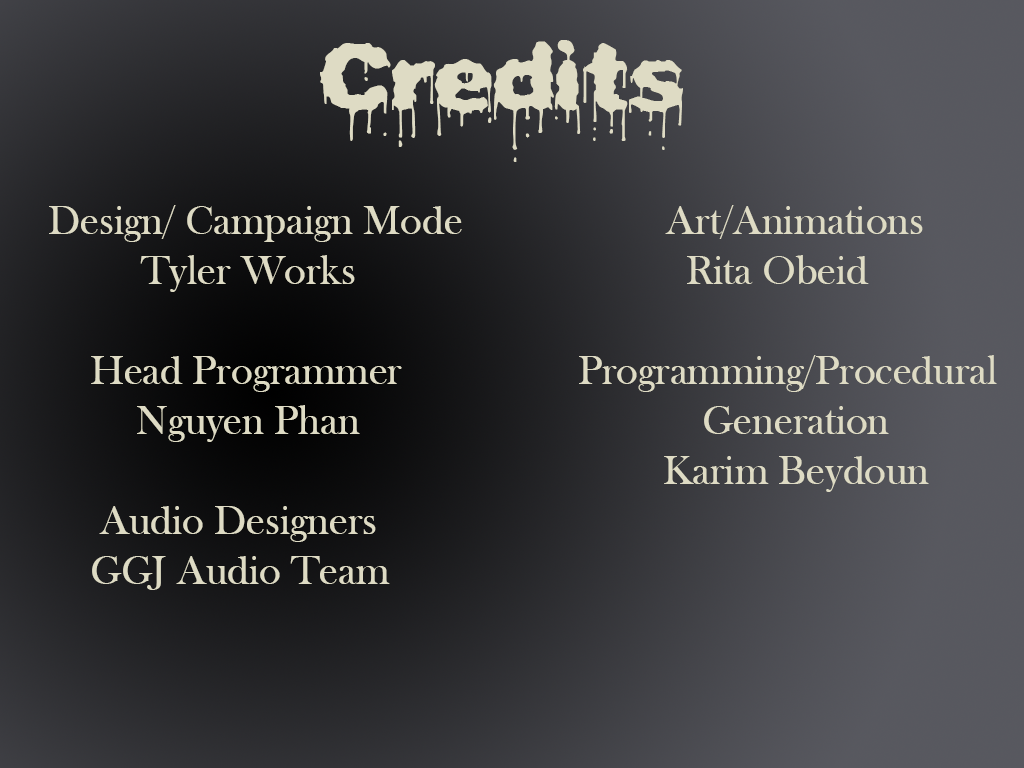 Credits
Design/ Campaign Mode
Tyler Works
Head Programmer
Nguyen Phan
Audio Designers
GGJ Audio Team
Art/Animations
Rita Obeid
Programming/Procedural
Generation
Karim Beydoun